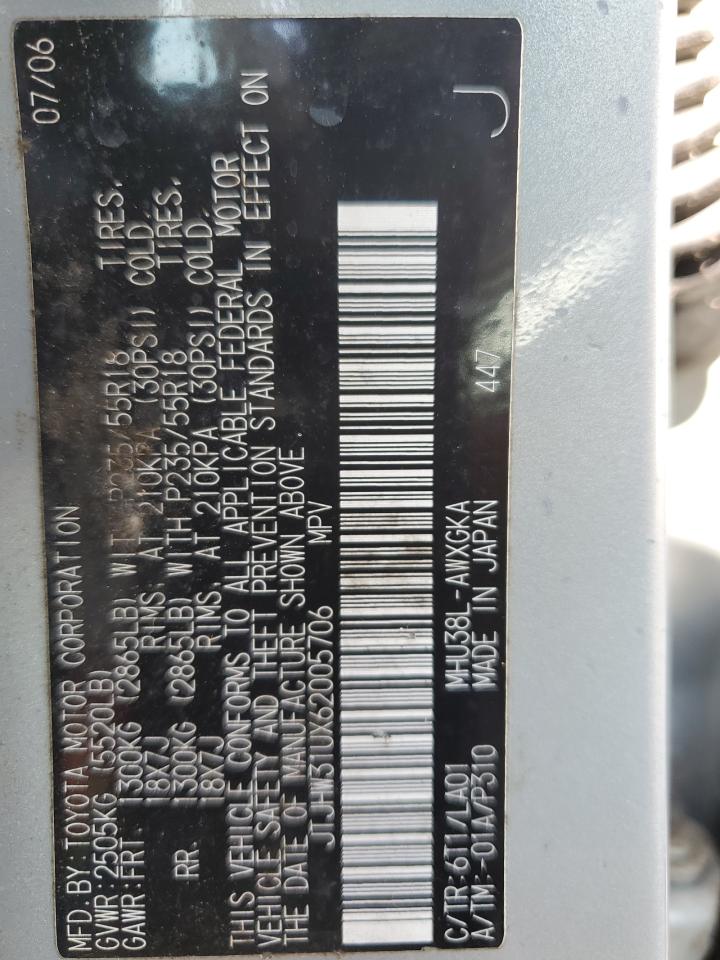 MFD.BY:TOYOTA MOTOR CORPORATION 07/06
GVWR:2505KG (5520LB)
GAWR:FRT 1300KG (2865LB) WITH P235/55R18 TIRES,
18X7J RIMS, AT 210KPA (30PSI) COLD.
RR 1300KG (2865LB) WITH P235/55R18 TIRES,
18X7J RIMS, AT 210KPA (30PSI) COLD.
THIS VEHICLE CONFORMS TO ALL APPLICABLE FEDERAL MOTOR
VEHICLE SAFETY AND THEFT PREVENTION STANDARDS IN EFFECT ON
THE DATE OF MANUFACTURE SHOWN ABOVE.
JTJHW31UX62005706 MPV
C/TR:6T1/LA01 MHU38L-AWXGKA 447 J
A/TM:-01A/P310 MADE IN JAPAN